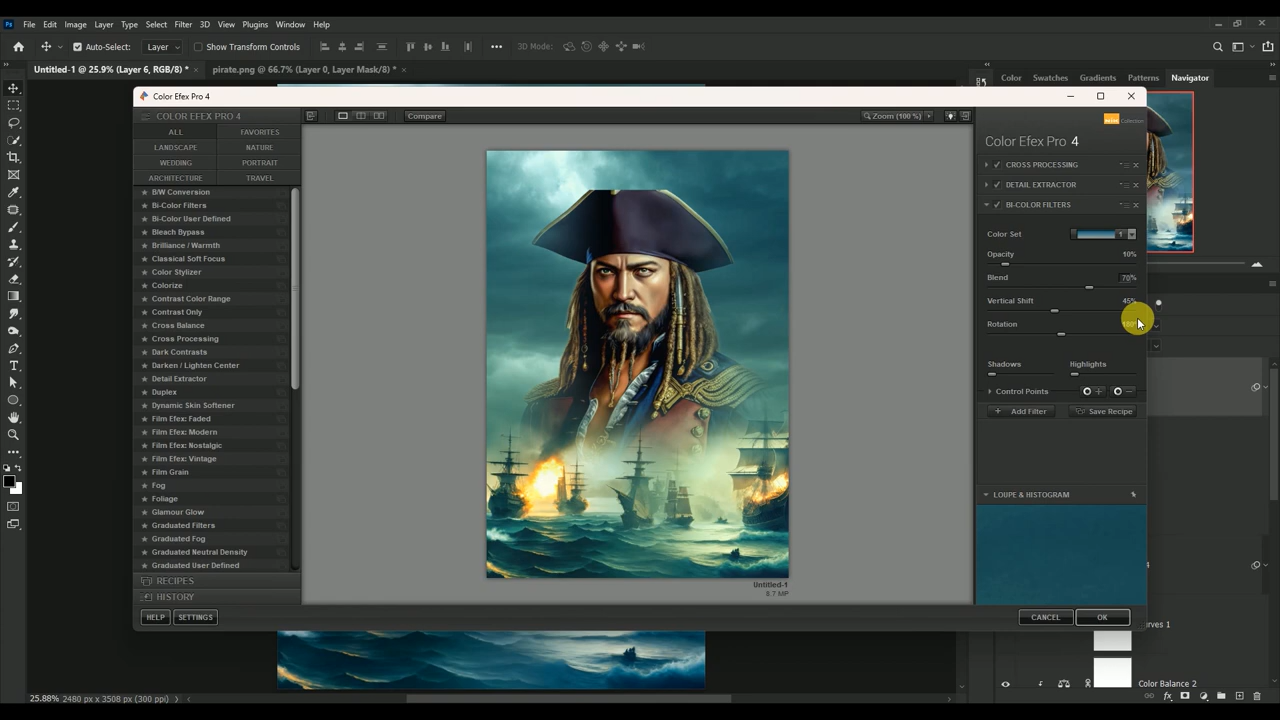 Ps File Edit Image Layer Type Select Filter 3D View Plugins Window Help
Auto-Select: Layer Show Transform Controls 3D Mode:
Untitled-1 @ 25.9% (Layer 6, RGB/8) * × pirate.png @ 66.7% (Layer 0, Layer Mask/8) * ×
Color Swatches Gradients Patterns Navigator
Color Efex Pro 4
COLOR EFEX PRO 4
Compare
Zoom (100 %)
Collection
ALL FAVORITES
LANDSCAPE NATURE
WEDDING PORTRAIT
ARCHITECTURE TRAVEL
B/W Conversion
Bi-Color Filters
Bi-Color User Defined
Bleach Bypass
Brilliance / Warmth
Classical Soft Focus
Color Stylizer
Colorize
Contrast Color Range
Contrast Only
Cross Balance
Cross Processing
Dark Contrasts
Darken / Lighten Center
Detail Extractor
Duplex
Dynamic Skin Softener
Film Efex: Faded
Film Efex: Modern
Film Efex: Nostalgic
Film Efex: Vintage
Film Grain
Fog
Foliage
Glamour Glow
Graduated Filters
Graduated Fog
Graduated Neutral Density
Graduated User Defined
RECIPES
HISTORY
HELP SETTINGS
Untitled-1
8.7 MP
Color Efex Pro 4
CROSS PROCESSING
DETAIL EXTRACTOR
BI-COLOR FILTERS
Color Set 1
Opacity 10%
Blend 70%
Vertical Shift 45%
Rotation
Shadows Highlights
Control Points
Add Filter Save Recipe
LOUPE & HISTOGRAM
CANCEL OK
urves 1
Color Balance 2
25.88% 2480 px x 3508 px (300 ppi)